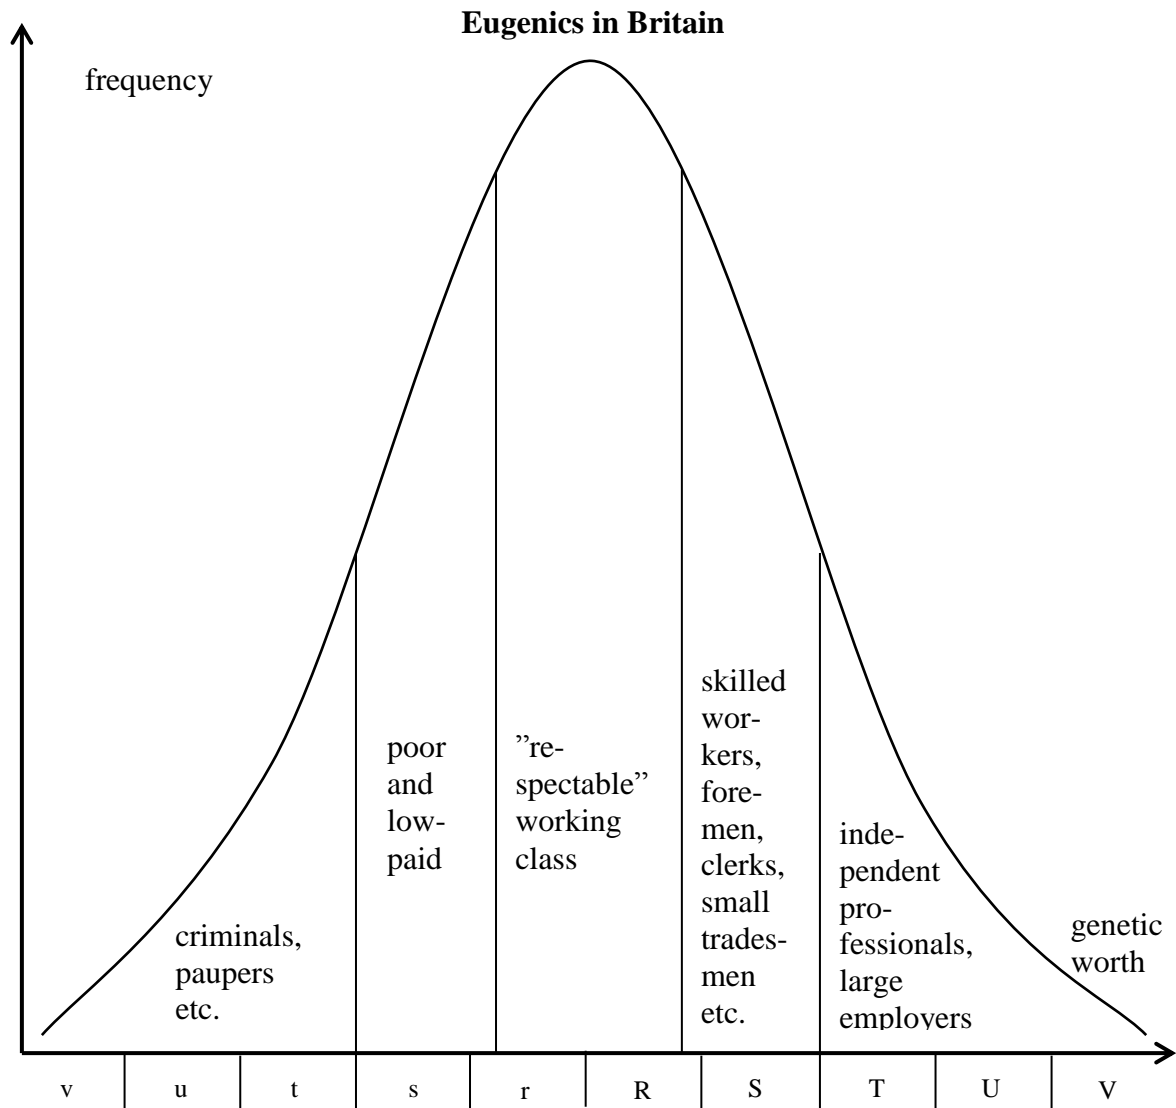 Eugenics in Britain
frequency
poor
and
low-
paid
”re-
spectable”
working
class
skilled
wor-
kers,
fore-
men,
clerks,
small
trades-
men
etc.
inde-
pendent
pro-
fessionals,
large
employers
criminals,
paupers
etc.
genetic
worth
v u t s r R S T U V